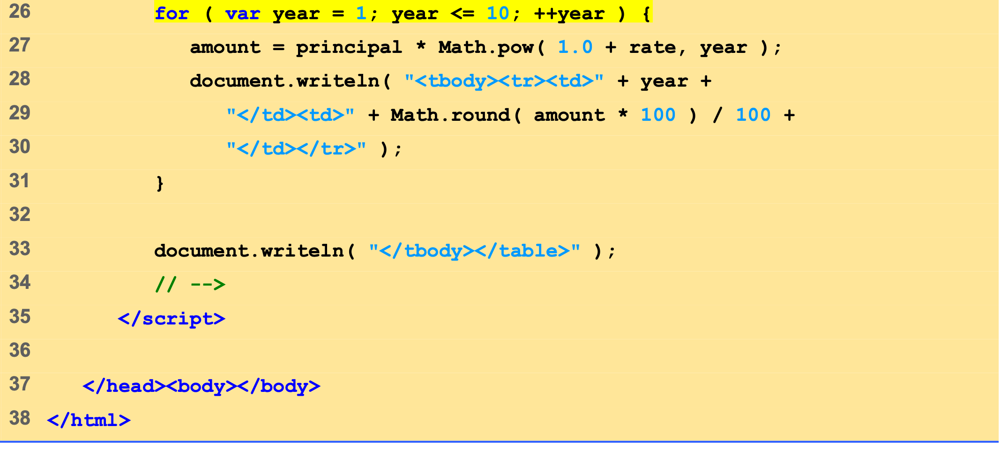 26 for ( var year = 1; year <= 10; ++year ) {
27 amount = principal * Math.pow( 1.0 + rate, year );
28 document.writeln( "<tbody><tr><td>" + year +
29 "</td><td>" + Math.round( amount * 100 ) / 100 +
30 "</td></tr>" );
31 }
32
33 document.writeln( "</tbody></table>" );
34 // -->
35 </script>
36
37 </head><body></body>
38 </html>